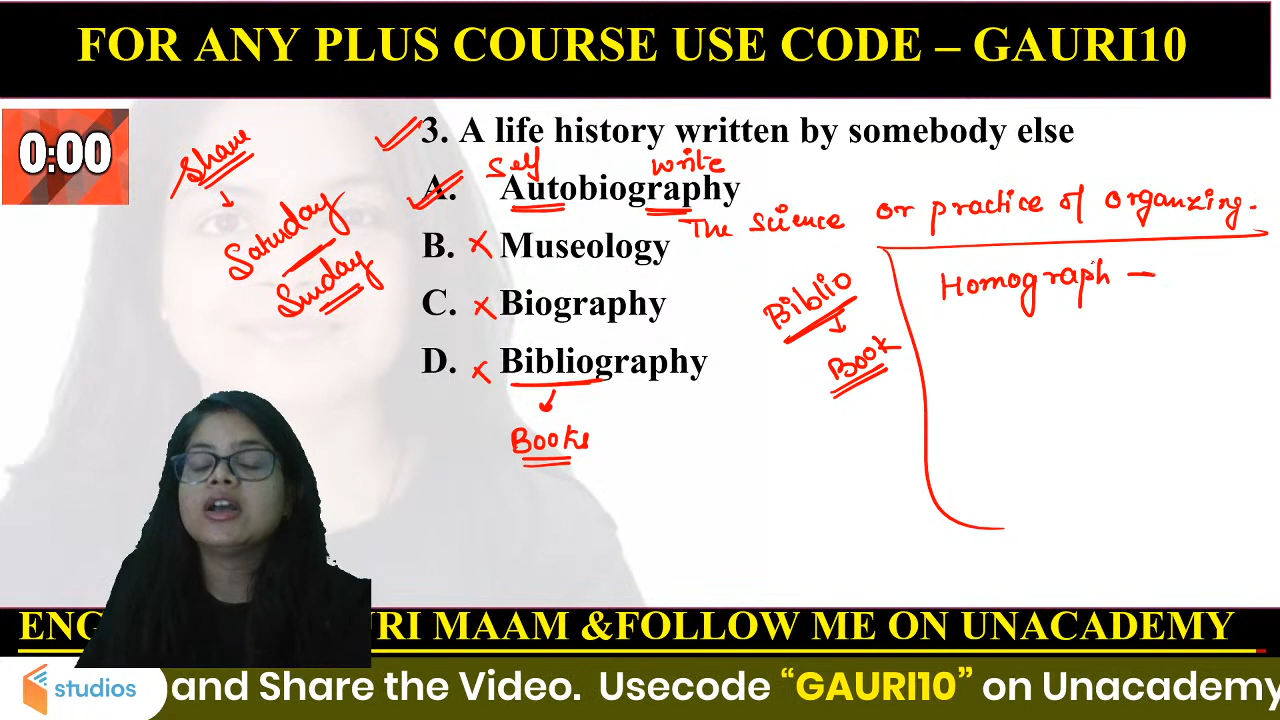 FOR ANY PLUS COURSE USE CODE – GAURI10
0:00
3. A life history written by somebody else
Share
Saturday
Sunday
Self
write
A. Autobiography
The Science or practice of organzing.
B. Museology
C. Biography
D. Bibliography
Books
Biblio
Book
Homograph –
ENG
URI MAAM &FOLLOW ME ON UNACADEMY
studios
and Share the Video. Usecode “GAURI10” on Unacademy